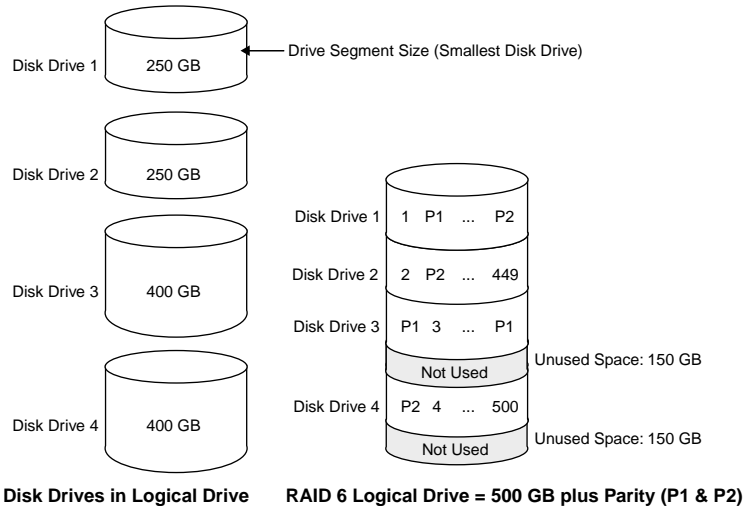 Disk Drive 1
250 GB
Drive Segment Size (Smallest Disk Drive)
Disk Drive 2
250 GB
Disk Drive 3
400 GB
Disk Drive 4
400 GB
Disk Drives in Logical Drive
Disk Drive 1
1 P1 ... P2
Disk Drive 2
2 P2 ... 449
Disk Drive 3
P1 3 ... P1
Not Used
Unused Space: 150 GB
Disk Drive 4
P2 4 ... 500
Not Used
Unused Space: 150 GB
RAID 6 Logical Drive = 500 GB plus Parity (P1 & P2)